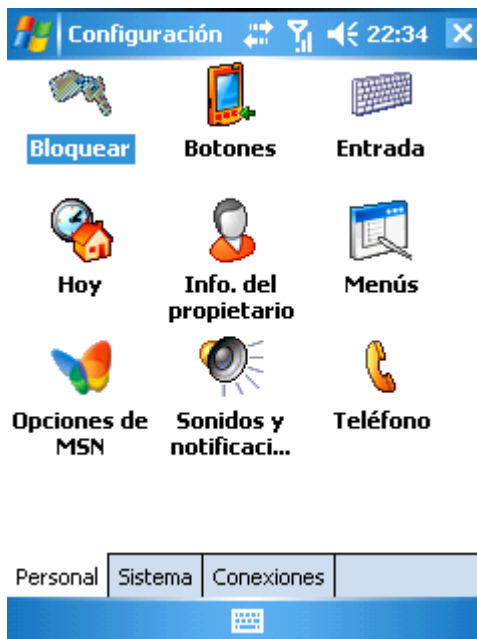 Configuración 22:34
Bloquear Botones Entrada
Hoy Info. del propietario Menús
Opciones de MSN Sonidos y notificaci... Teléfono
Personal Sistema Conexiones